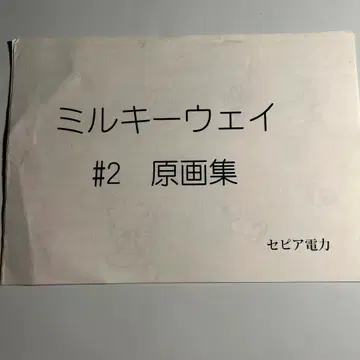 ミルキーウェイ
#2 原画集
セピア電力